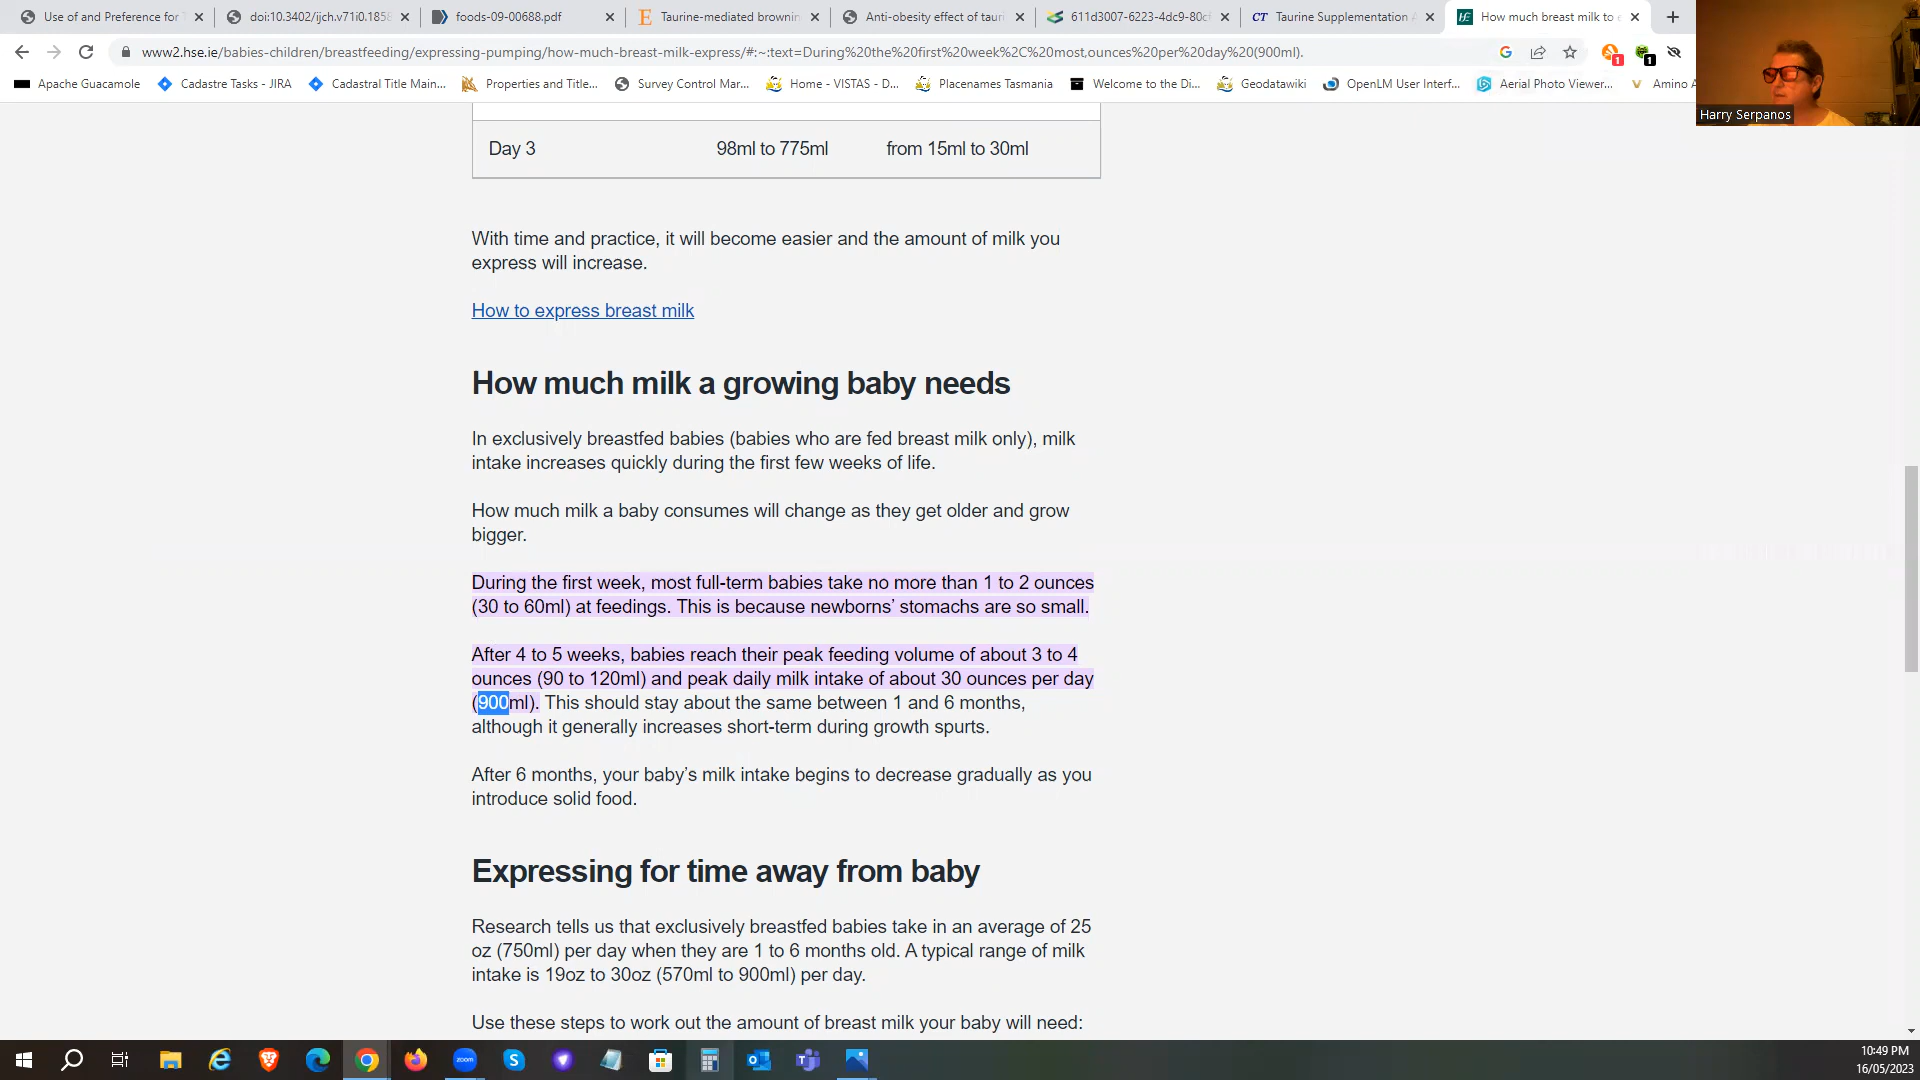 Use of and Preference for
doi:10.3402/ijch.v71i0.1858
foods-09-00688.pdf
Taurine-mediated brownin
Anti-obesity effect of tauri
611d3007-6223-4dc9-80cf
Taurine Supplementation A
How much breast milk to e
www2.hse.ie/babies-children/breastfeeding/expressing-pumping/how-much-breast-milk-express/#:~:text=During%20the%20first%20week%2C%20most,ounces%20per%20day%20(900ml).
1
1
Apache Guacamole
Cadastre Tasks - JIRA
Cadastral Title Main...
Properties and Title...
Survey Control Mar...
Home - VISTAS - D...
Placenames Tasmania
Welcome to the Di...
Geodatawiki
OpenLM User Interf...
Aerial Photo Viewer...
Amino A
Harry Serpanos
Day 3 98ml to 775ml from 15ml to 30ml
With time and practice, it will become easier and the amount of milk you
express will increase.
How to express breast milk
How much milk a growing baby needs
In exclusively breastfed babies (babies who are fed breast milk only), milk
intake increases quickly during the first few weeks of life.
How much milk a baby consumes will change as they get older and grow
bigger.
During the first week, most full-term babies take no more than 1 to 2 ounces
(30 to 60ml) at feedings. This is because newborns’ stomachs are so small.
After 4 to 5 weeks, babies reach their peak feeding volume of about 3 to 4
ounces (90 to 120ml) and peak daily milk intake of about 30 ounces per day
(900ml). This should stay about the same between 1 and 6 months,
although it generally increases short-term during growth spurts.
After 6 months, your baby’s milk intake begins to decrease gradually as you
introduce solid food.
Expressing for time away from baby
Research tells us that exclusively breastfed babies take in an average of 25
oz (750ml) per day when they are 1 to 6 months old. A typical range of milk
intake is 19oz to 30oz (570ml to 900ml) per day.
Use these steps to work out the amount of breast milk your baby will need:
zoom
10:49 PM
16/05/2023